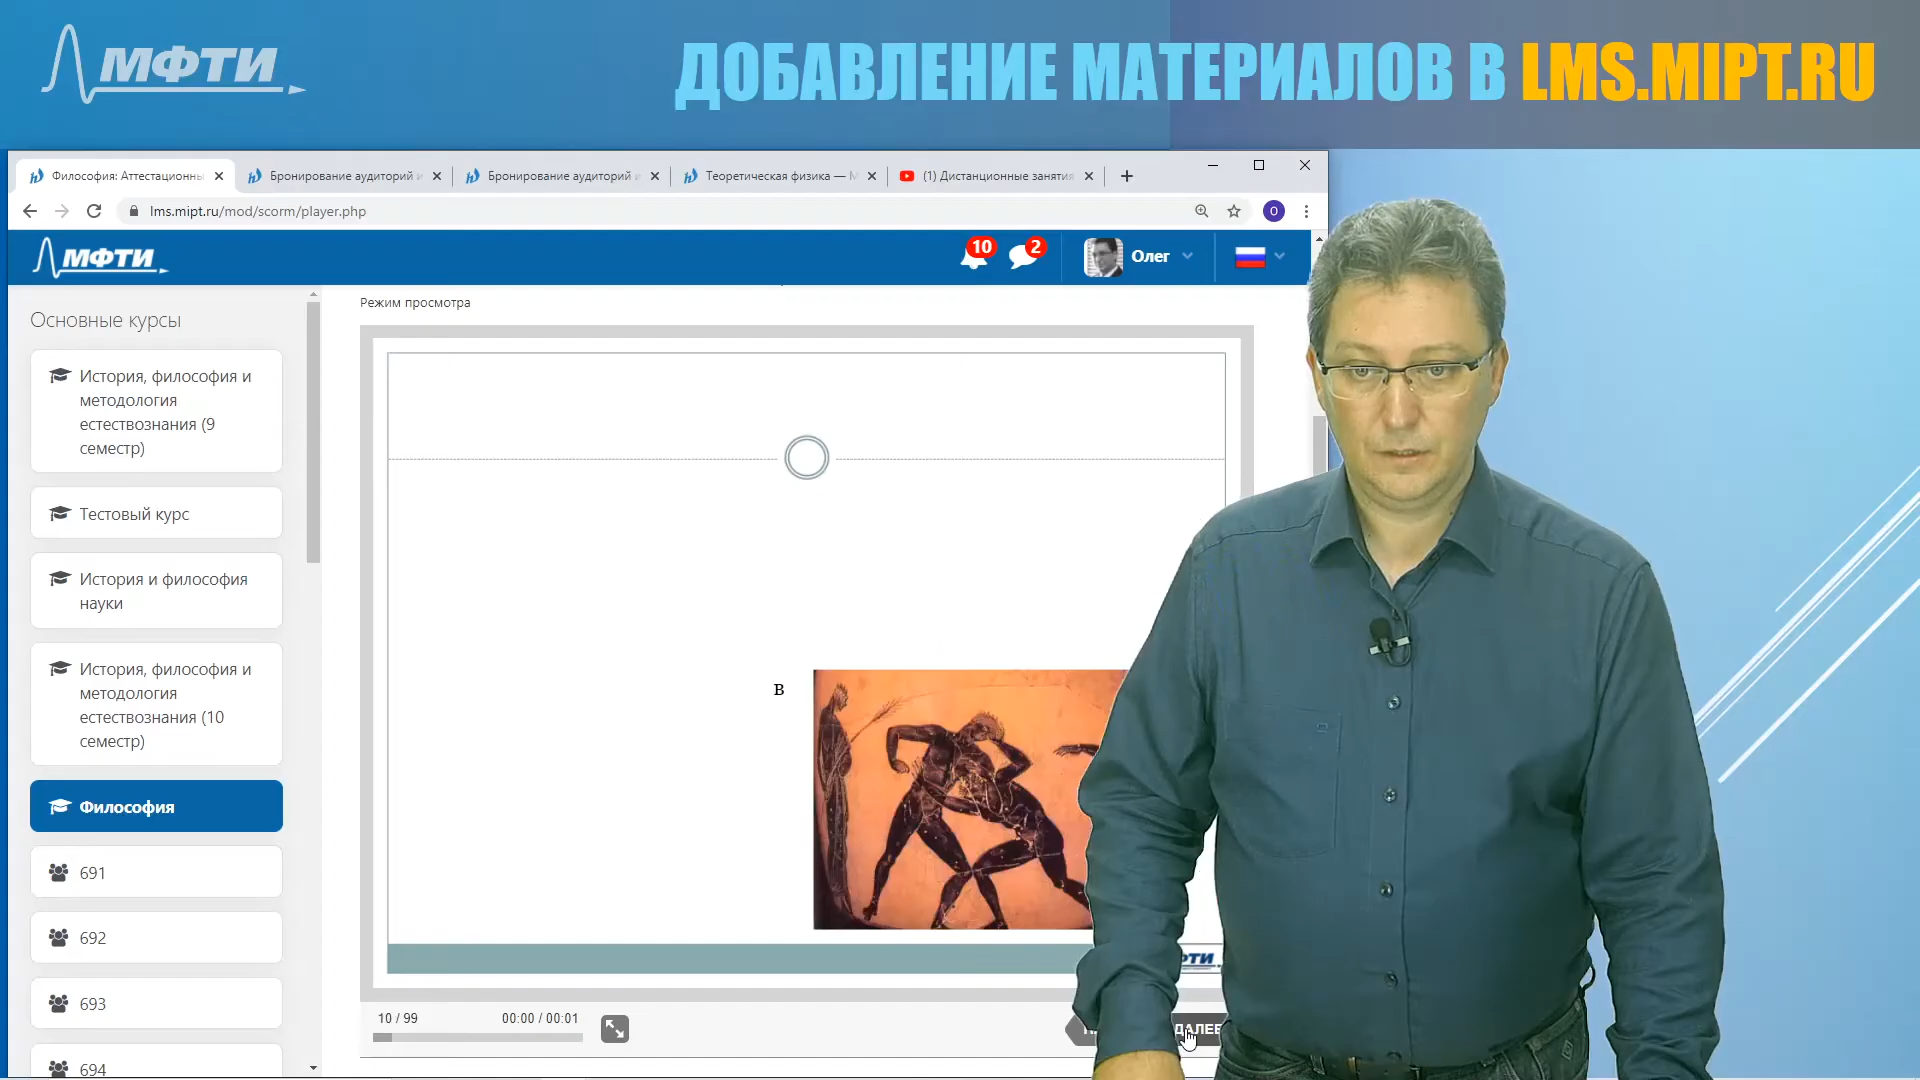 МФТИ
ДОБАВЛЕНИЕ МАТЕРИАЛОВ В LMS.MIPT.RU
Философия: Аттестационны
Бронирование аудиторий и
Бронирование аудиторий и
Теоретическая физика — М
(1) Дистанционные занятия
lms.mipt.ru/mod/scorm/player.php
О
МФТИ
10
2
Олег
Режим просмотра
Основные курсы
История, философия и
методология
естествознания (9
семестр)
Тестовый курс
История и философия
науки
История, философия и
методология
естествознания (10
семестр)
Философия
691
692
693
694
В
10 / 99
00:00 / 00:01
ДАЛЕЕ